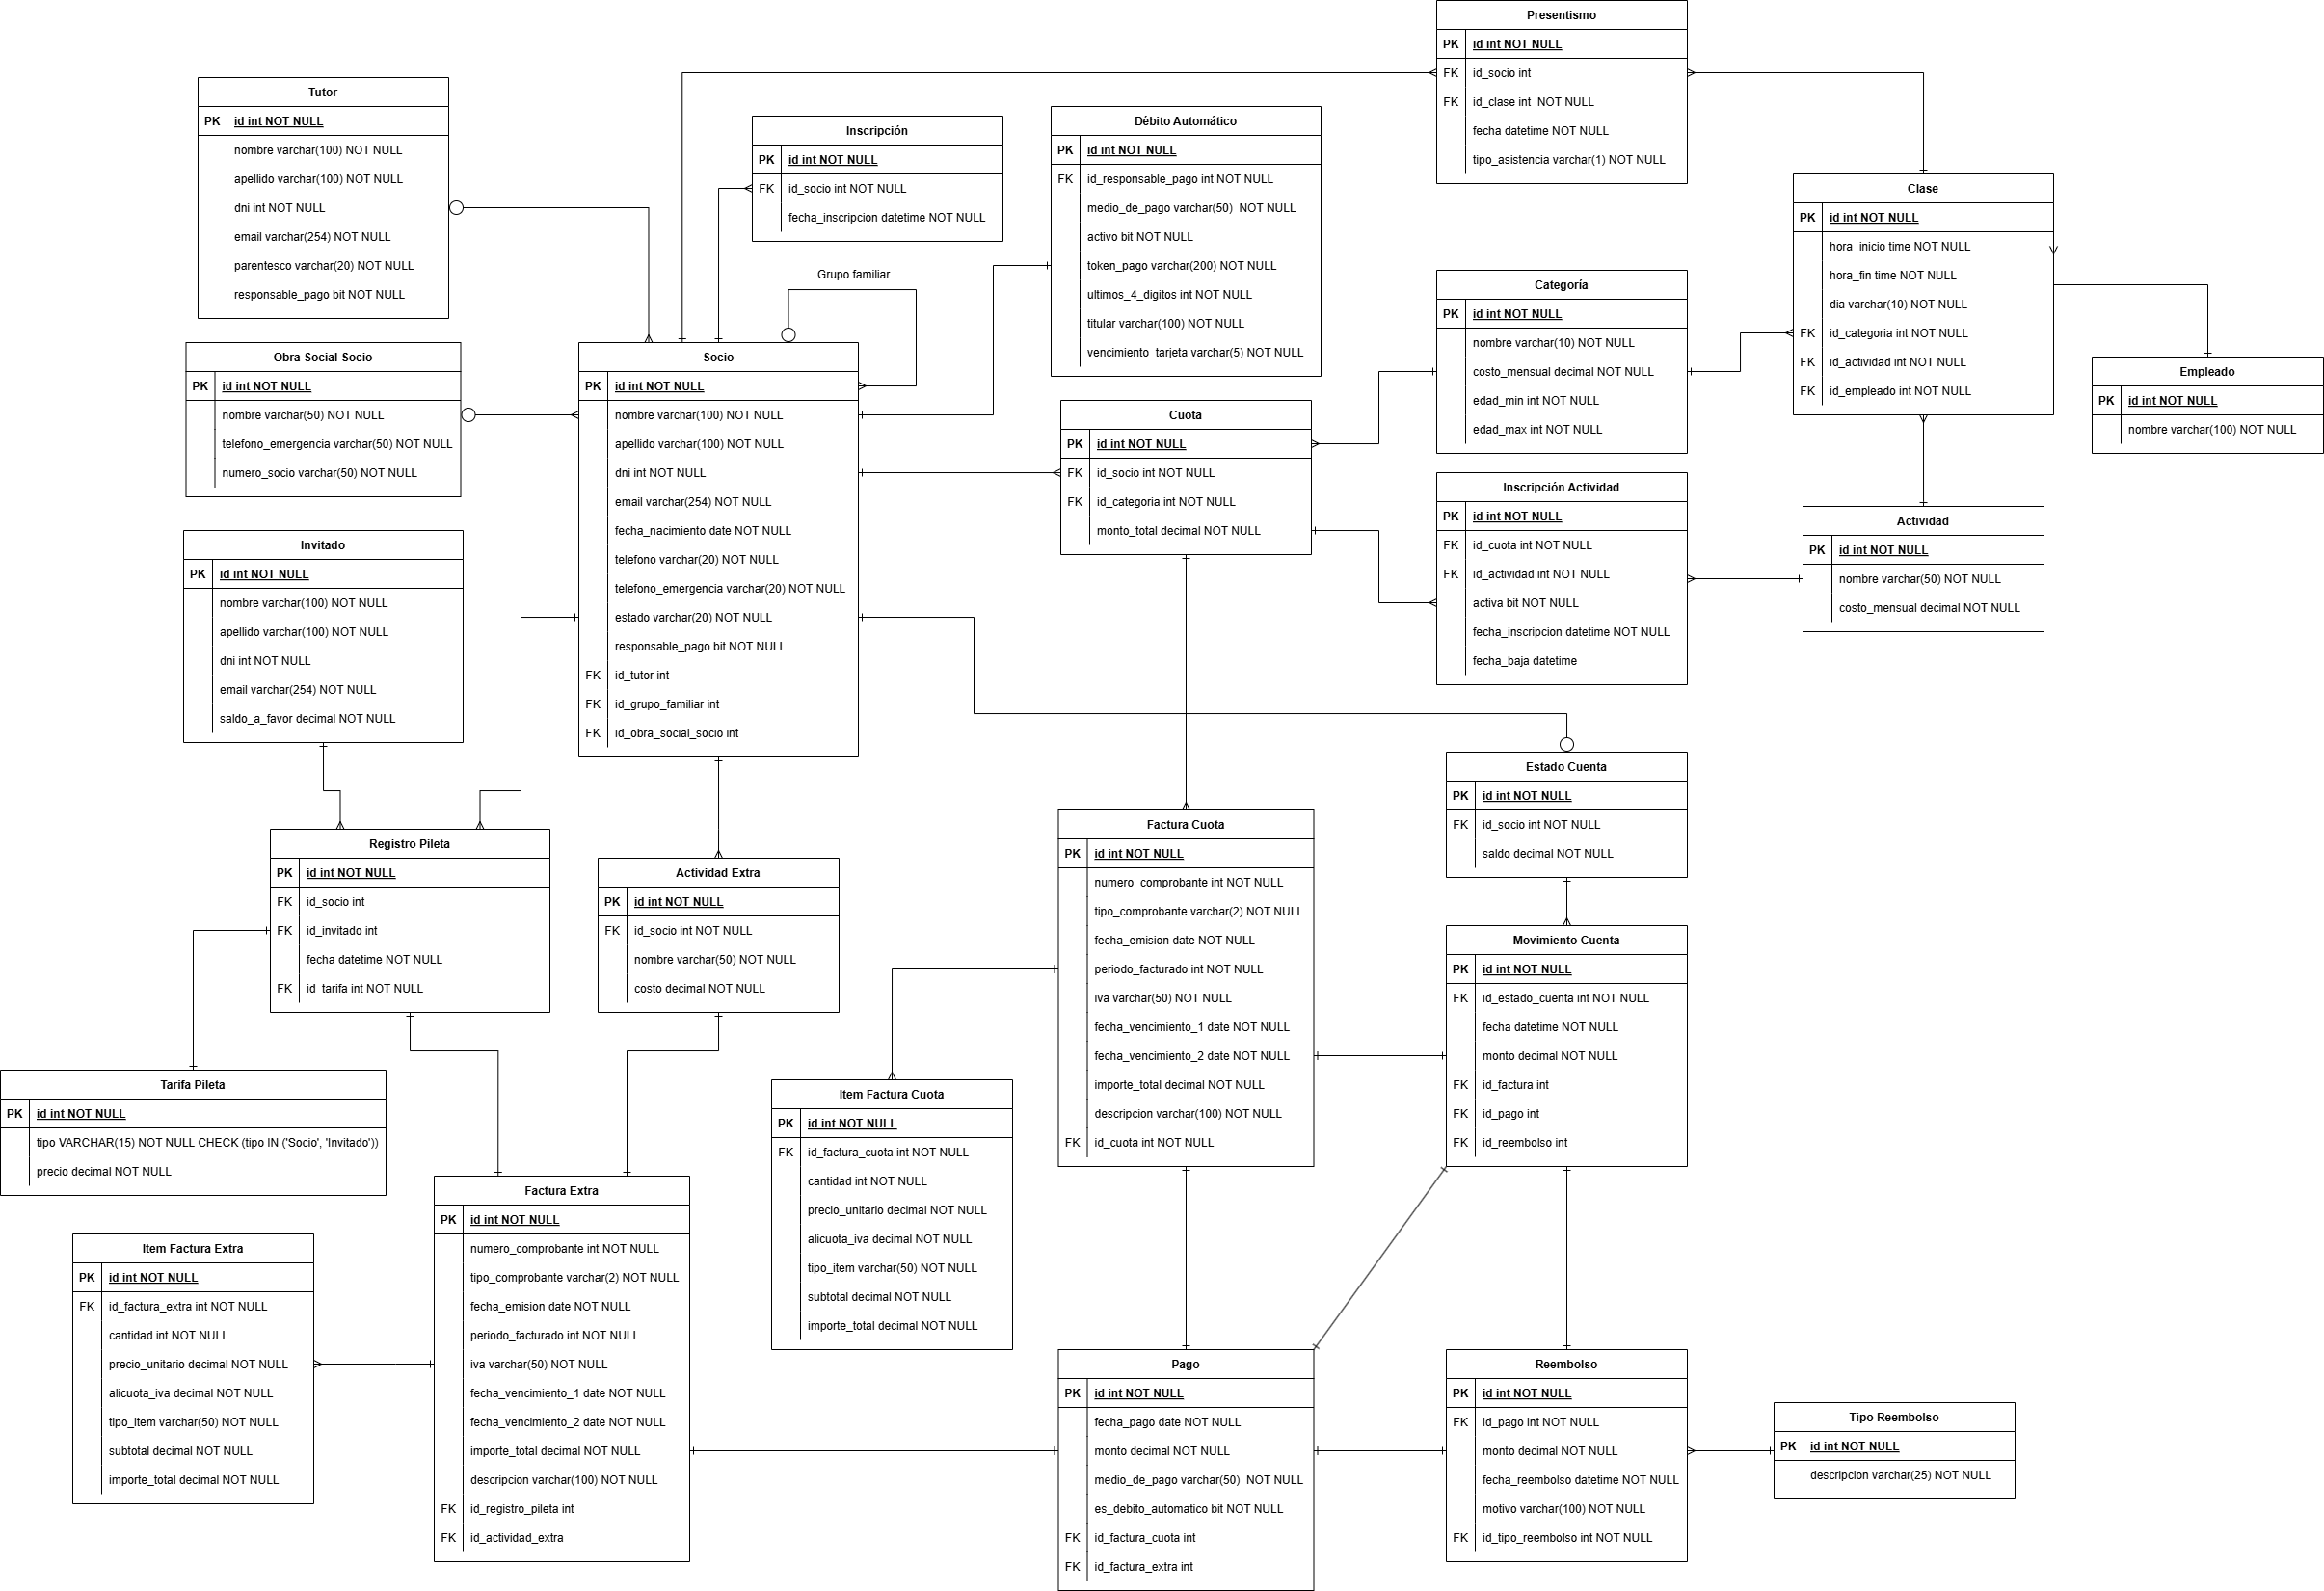 Presentismo
PK id int NOT NULL
FK id_socio int
FK id_clase int NOT NULL
fecha datetime NOT NULL
tipo_asistencia varchar(1) NOT NULL
Tutor
PK id int NOT NULL
nombre varchar(100) NOT NULL
apellido varchar(100) NOT NULL
dni int NOT NULL
email varchar(254) NOT NULL
parentesco varchar(20) NOT NULL
responsable_pago bit NOT NULL
Inscripción
PK id int NOT NULL
FK id_socio int NOT NULL
fecha_inscripcion datetime NOT NULL
Débito Automático
PK id int NOT NULL
FK id_responsable_pago int NOT NULL
medio_de_pago varchar(50) NOT NULL
activo bit NOT NULL
token_pago varchar(200) NOT NULL
ultimos_4_digitos int NOT NULL
titular varchar(100) NOT NULL
vencimiento_tarjeta varchar(5) NOT NULL
Clase
PK id int NOT NULL
hora_inicio time NOT NULL
hora_fin time NOT NULL
dia varchar(10) NOT NULL
FK id_categoria int NOT NULL
FK id_actividad int NOT NULL
FK id_empleado int NOT NULL
Grupo familiar
Categoría
PK id int NOT NULL
nombre varchar(10) NOT NULL
costo_mensual decimal NOT NULL
edad_min int NOT NULL
edad_max int NOT NULL
Obra Social Socio
PK id int NOT NULL
nombre varchar(50) NOT NULL
telefono_emergencia varchar(50) NOT NULL
numero_socio varchar(50) NOT NULL
Socio
PK id int NOT NULL
nombre varchar(100) NOT NULL
apellido varchar(100) NOT NULL
dni int NOT NULL
email varchar(254) NOT NULL
fecha_nacimiento date NOT NULL
telefono varchar(20) NOT NULL
telefono_emergencia varchar(20) NOT NULL
estado varchar(20) NOT NULL
responsable_pago bit NOT NULL
FK id_tutor int
FK id_grupo_familiar int
FK id_obra_social_socio int
Empleado
PK id int NOT NULL
nombre varchar(100) NOT NULL
Cuota
PK id int NOT NULL
FK id_socio int NOT NULL
FK id_categoria int NOT NULL
monto_total decimal NOT NULL
Inscripción Actividad
PK id int NOT NULL
FK id_cuota int NOT NULL
FK id_actividad int NOT NULL
activa bit NOT NULL
fecha_inscripcion datetime NOT NULL
fecha_baja datetime
Actividad
PK id int NOT NULL
nombre varchar(50) NOT NULL
costo_mensual decimal NOT NULL
Invitado
PK id int NOT NULL
nombre varchar(100) NOT NULL
apellido varchar(100) NOT NULL
dni int NOT NULL
email varchar(254) NOT NULL
saldo_a_favor decimal NOT NULL
Estado Cuenta
PK id int NOT NULL
FK id_socio int NOT NULL
saldo decimal NOT NULL
Factura Cuota
PK id int NOT NULL
numero_comprobante int NOT NULL
tipo_comprobante varchar(2) NOT NULL
fecha_emision date NOT NULL
periodo_facturado int NOT NULL
iva varchar(50) NOT NULL
fecha_vencimiento_1 date NOT NULL
fecha_vencimiento_2 date NOT NULL
importe_total decimal NOT NULL
descripcion varchar(100) NOT NULL
FK id_cuota int NOT NULL
Registro Pileta
PK id int NOT NULL
FK id_socio int
FK id_invitado int
fecha datetime NOT NULL
FK id_tarifa int NOT NULL
Actividad Extra
PK id int NOT NULL
FK id_socio int NOT NULL
nombre varchar(50) NOT NULL
costo decimal NOT NULL
Movimiento Cuenta
PK id int NOT NULL
FK id_estado_cuenta int NOT NULL
fecha datetime NOT NULL
monto decimal NOT NULL
FK id_factura int
FK id_pago int
FK id_reembolso int
Tarifa Pileta
PK id int NOT NULL
tipo VARCHAR(15) NOT NULL CHECK (tipo IN ('Socio', 'Invitado'))
precio decimal NOT NULL
Item Factura Cuota
PK id int NOT NULL
FK id_factura_cuota int NOT NULL
cantidad int NOT NULL
precio_unitario decimal NOT NULL
alicuota_iva decimal NOT NULL
tipo_item varchar(50) NOT NULL
subtotal decimal NOT NULL
importe_total decimal NOT NULL
Factura Extra
PK id int NOT NULL
numero_comprobante int NOT NULL
tipo_comprobante varchar(2) NOT NULL
fecha_emision date NOT NULL
periodo_facturado int NOT NULL
iva varchar(50) NOT NULL
fecha_vencimiento_1 date NOT NULL
fecha_vencimiento_2 date NOT NULL
importe_total decimal NOT NULL
descripcion varchar(100) NOT NULL
FK id_registro_pileta int
FK id_actividad_extra
Item Factura Extra
PK id int NOT NULL
FK id_factura_extra int NOT NULL
cantidad int NOT NULL
precio_unitario decimal NOT NULL
alicuota_iva decimal NOT NULL
tipo_item varchar(50) NOT NULL
subtotal decimal NOT NULL
importe_total decimal NOT NULL
Pago
PK id int NOT NULL
fecha_pago date NOT NULL
monto decimal NOT NULL
medio_de_pago varchar(50) NOT NULL
es_debito_automatico bit NOT NULL
FK id_factura_cuota int
FK id_factura_extra int
Reembolso
PK id int NOT NULL
FK id_pago int NOT NULL
monto decimal NOT NULL
fecha_reembolso datetime NOT NULL
motivo varchar(100) NOT NULL
FK id_tipo_reembolso int NOT NULL
Tipo Reembolso
PK id int NOT NULL
descripcion varchar(25) NOT NULL